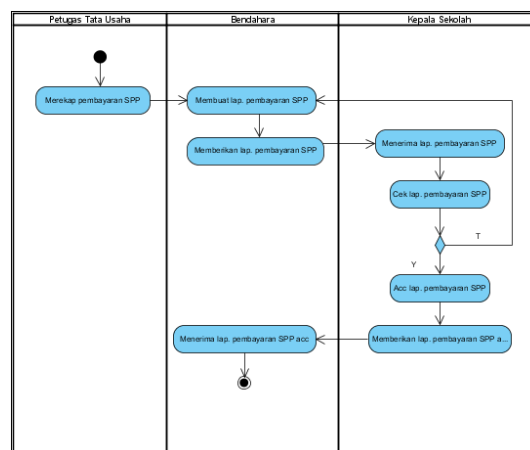 Petugas Tata Usaha
Bendahara
Kepala Sekolah
Merekap pembayaran SPP
Membuat lap. pembayaran SPP
Memberikan lap. pembayaran SPP
Menerima lap. pembayaran SPP
Cek lap. pembayaran SPP
T
Y
Acc lap. pembayaran SPP
Menerima lap. pembayaran SPP acc
Memberikan lap. pembayaran SPP a...